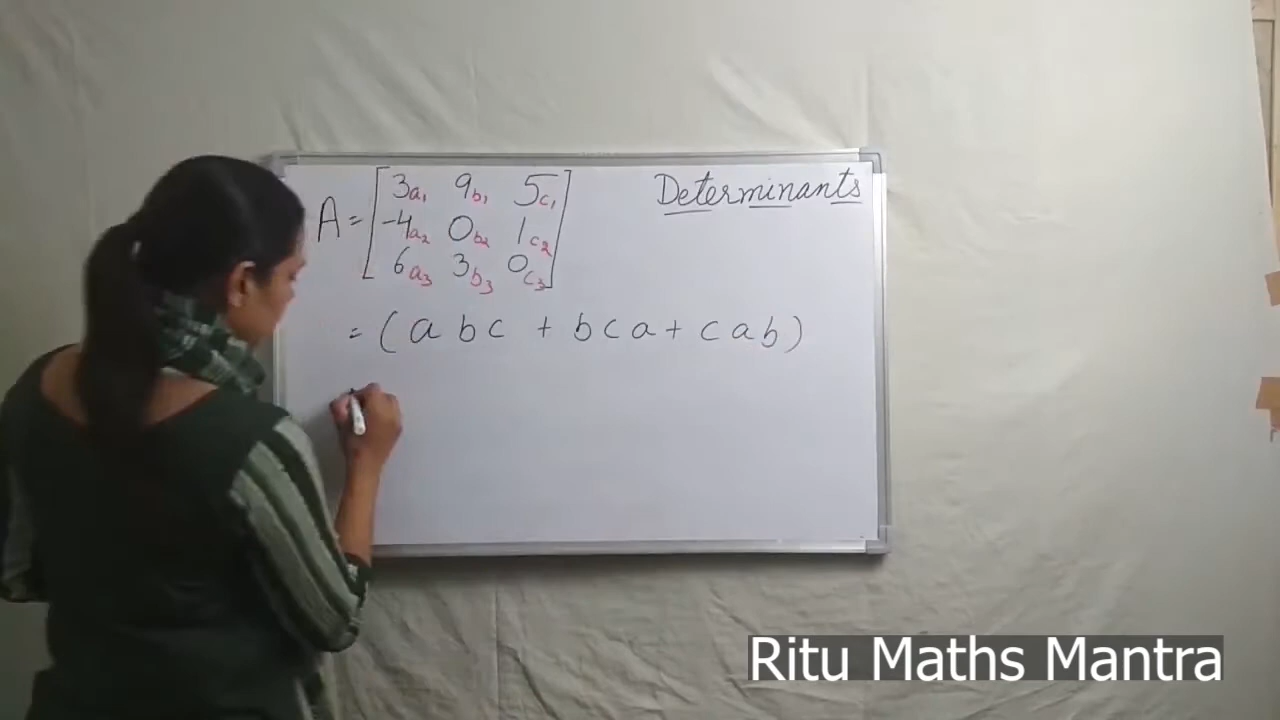 Determinants
A = [ 3a₁ 9b₁ 5c₁
-4a₂ 0b₂ 1c₂
6a₃ 3b₃ 0c₃ ]
= ( a b c + b c a + c a b )
Ritu Maths Mantra